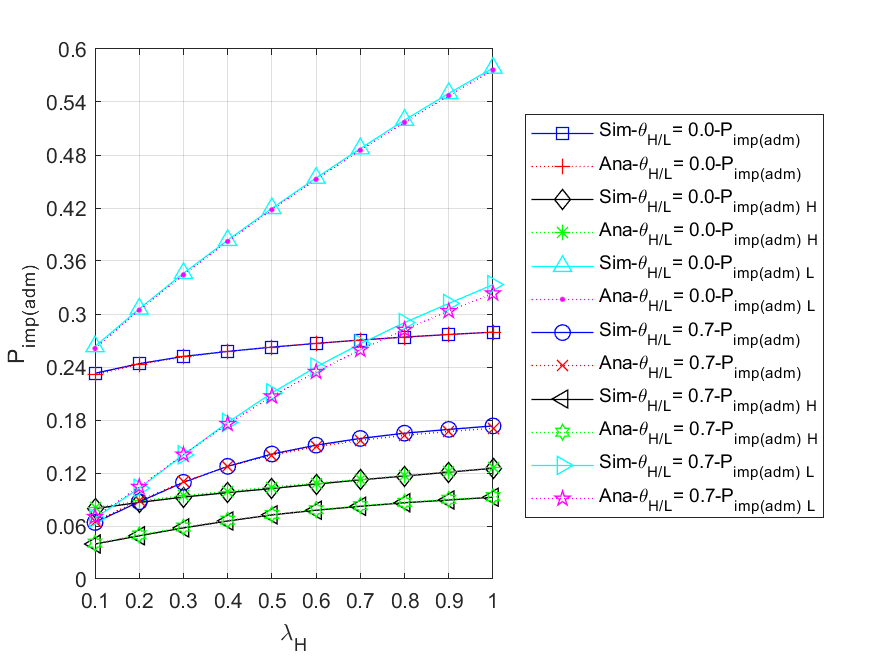 0.6
0.54
0.48
0.42
0.36
0.3
0.24
0.18
0.12
0.06
0
P_imp(adm)
0.1 0.2 0.3 0.4 0.5 0.6 0.7 0.8 0.9 1
λ_H
Sim-θ_H/L= 0.0-P_imp(adm)
Ana-θ_H/L= 0.0-P_imp(adm)
Sim-θ_H/L= 0.0-P_imp(adm) H
Ana-θ_H/L= 0.0-P_imp(adm) H
Sim-θ_H/L= 0.0-P_imp(adm) L
Ana-θ_H/L= 0.0-P_imp(adm) L
Sim-θ_H/L= 0.7-P_imp(adm)
Ana-θ_H/L= 0.7-P_imp(adm)
Sim-θ_H/L= 0.7-P_imp(adm) H
Ana-θ_H/L= 0.7-P_imp(adm) H
Sim-θ_H/L= 0.7-P_imp(adm) L
Ana-θ_H/L= 0.7-P_imp(adm) L